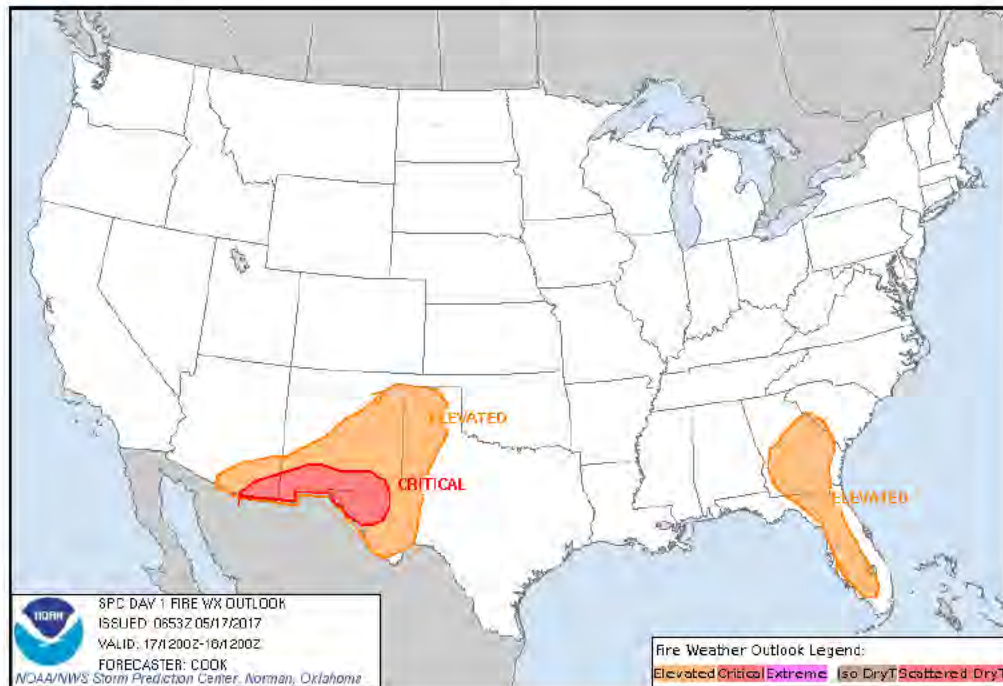 ELEVATED
CRITICAL
ELEVATED
NOAA
SPC DAY 1 FIRE WX OUTLOOK
ISSUED: 0653Z 05/17/2017
VALID: 17/1200Z-18/1200Z
FORECASTER: COOK
NOAA/NWS Storm Prediction Center, Norman, Oklahoma
Fire Weather Outlook Legend:
Elevated Critical Extreme Iso DryT Scattered DryT